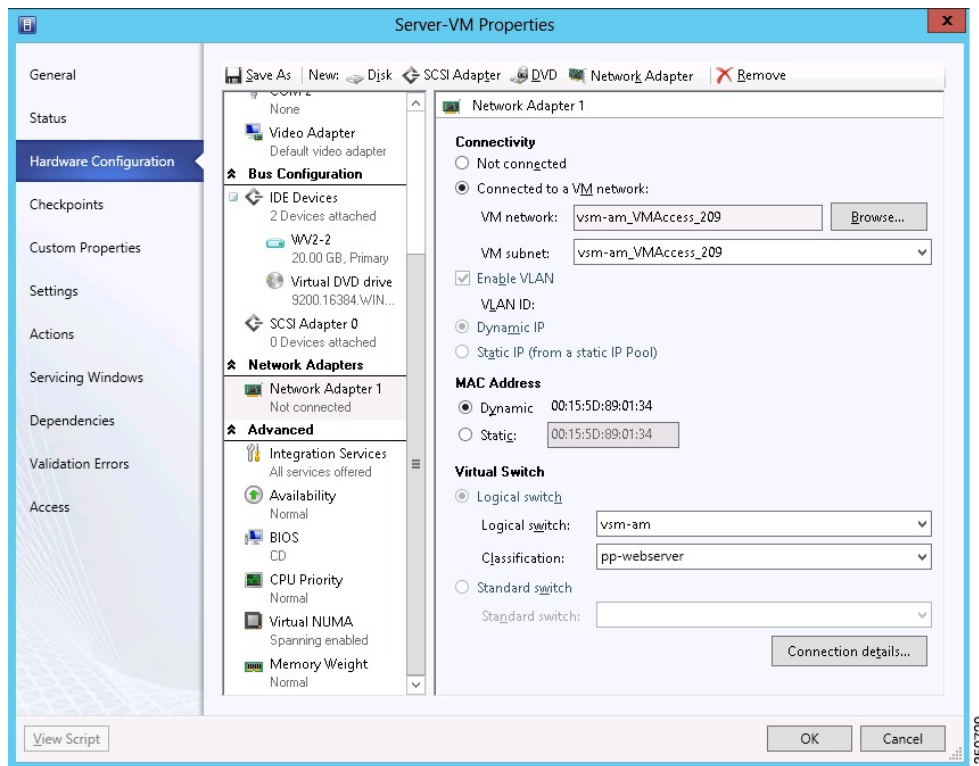 Server-VM Properties
x
General
Status
Hardware Configuration
Checkpoints
Custom Properties
Settings
Actions
Servicing Windows
Dependencies
Validation Errors
Access
Save As New: Disk SCSI Adapter DVD Network Adapter Remove
COM 2
None
Video Adapter
Default video adapter
Bus Configuration
IDE Devices
2 Devices attached
WV2-2
20.00 GB, Primary
Virtual DVD drive
9200.16384.WIN...
SCSI Adapter 0
0 Devices attached
Network Adapters
Network Adapter 1
Not connected
Advanced
Integration Services
All services offered
Availability
Normal
BIOS
CD
CPU Priority
Normal
Virtual NUMA
Spanning enabled
Memory Weight
Normal
Network Adapter 1
Connectivity
Not connected
Connected to a VM network:
VM network: vsm-am_VMAccess_209 Browse...
VM subnet: vsm-am_VMAccess_209
Enable VLAN
VLAN ID:
Dynamic IP
Static IP (from a static IP Pool)
MAC Address
Dynamic 00:15:5D:89:01:34
Static: 00:15:5D:89:01:34
Virtual Switch
Logical switch
Logical switch: vsm-am
Classification: pp-webserver
Standard switch
Standard switch:
Connection details...
View Script
OK Cancel